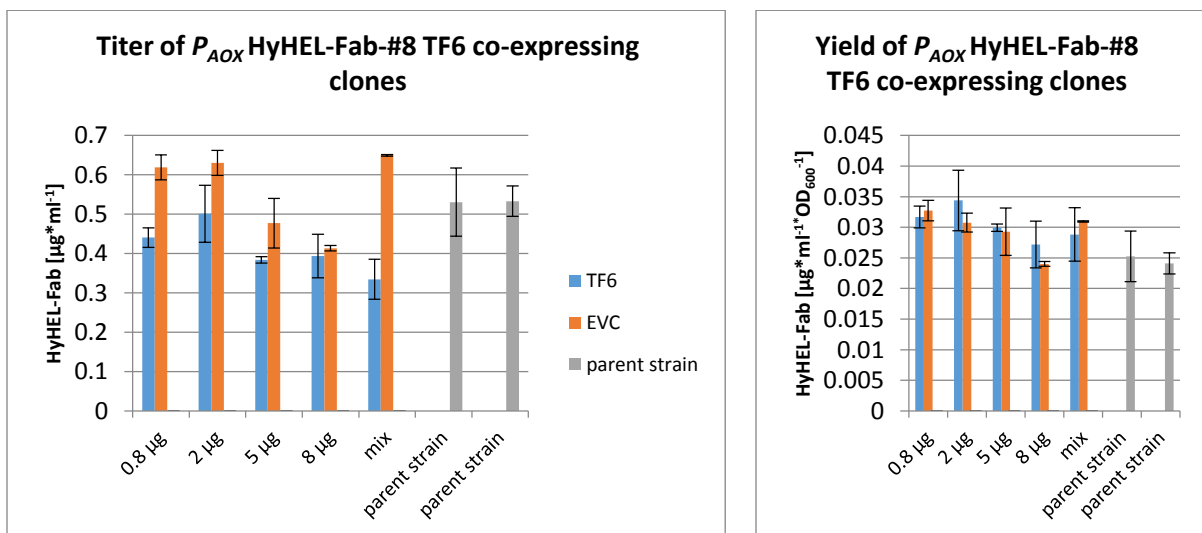 Titer of P_AOX HyHEL-Fab-#8 TF6 co-expressing
clones
HyHEL-Fab [µg*ml⁻¹]
0.7
0.6
0.5
0.4
0.3
0.2
0.1
0
0.8 µg
2 µg
5 µg
8 µg
mix
parent strain
parent strain
TF6
EVC
parent strain
Yield of P_AOX HyHEL-Fab-#8
TF6 co-expressing clones
HyHEL-Fab [µg*ml⁻¹*OD₆₀₀⁻¹]
0.045
0.04
0.035
0.03
0.025
0.02
0.015
0.01
0.005
0
0.8 µg
2 µg
5 µg
8 µg
mix
parent strain
parent strain